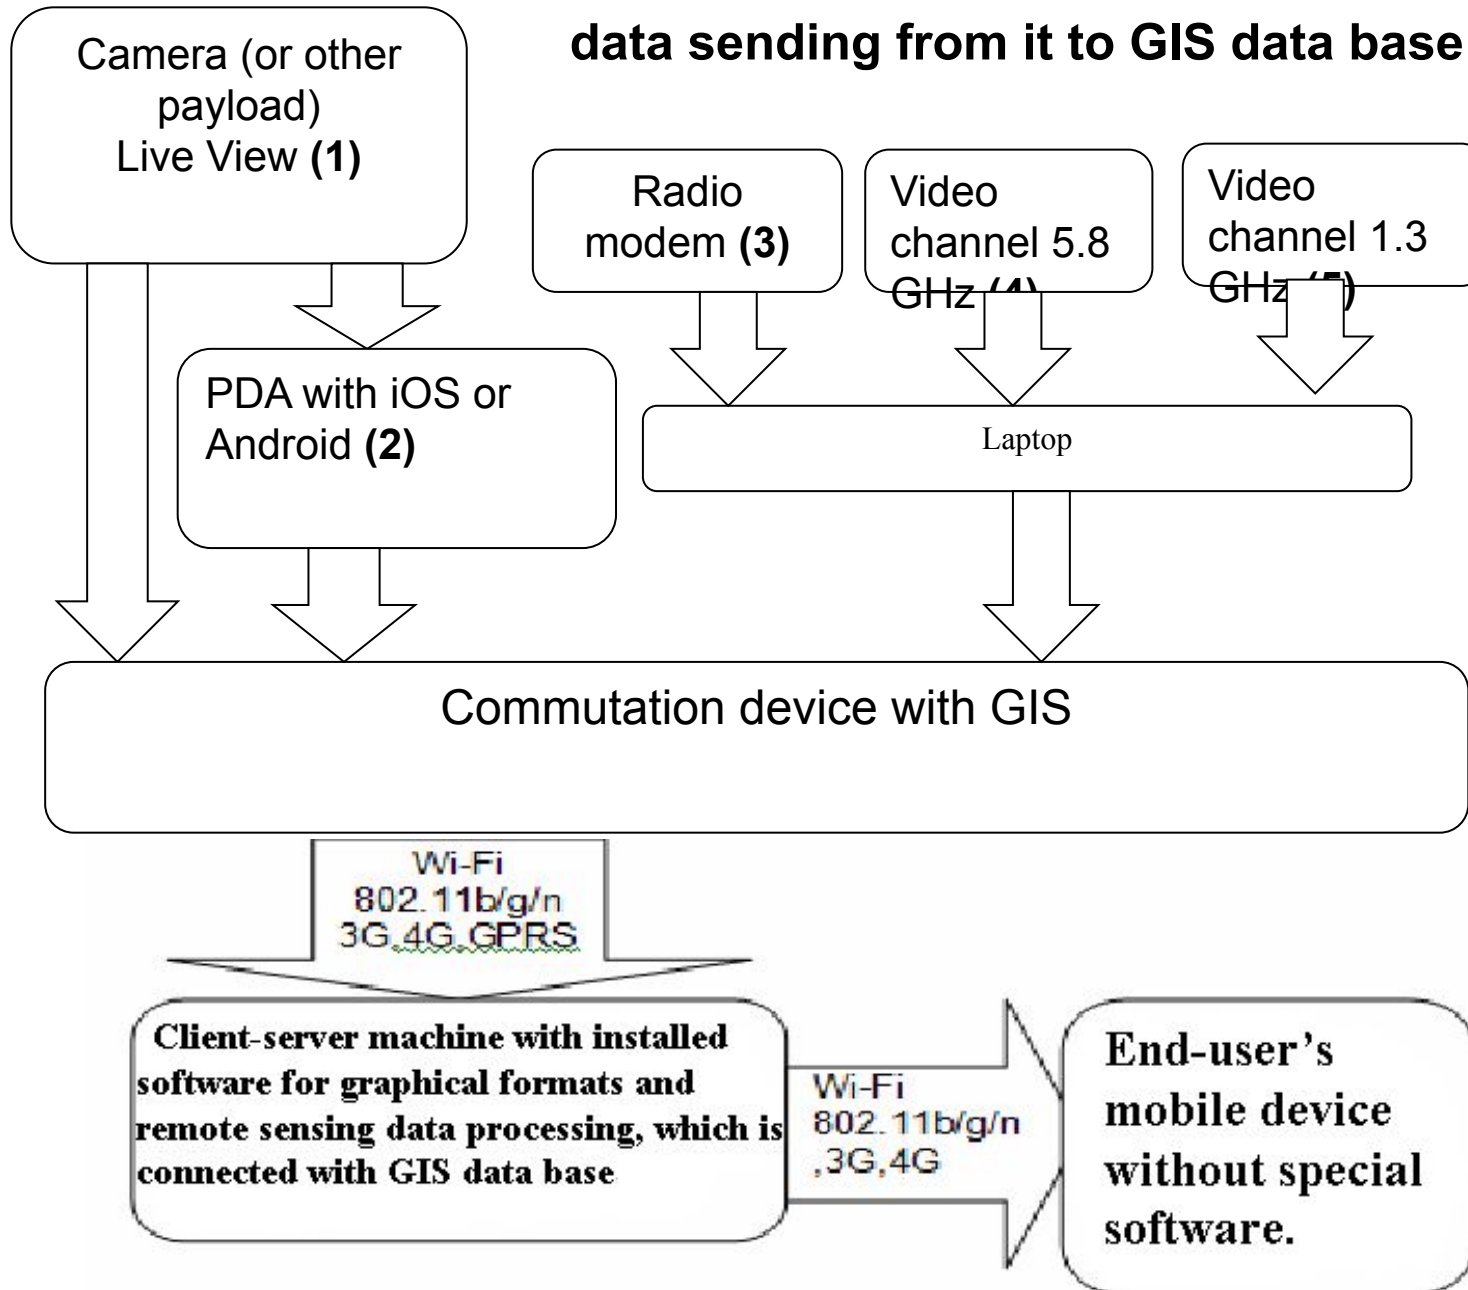 data sending from it to GIS data base
Camera (or other
payload)
Live View (1)
Radio
modem (3)
Video
channel 5.8
GHz (4)
Video
channel 1.3
GHz (5)
PDA with iOS or
Android (2)
Laptop
Commutation device with GIS
Wi-Fi
802.11b/g/n
3G,4G,GPRS
Client-server machine with installed
software for graphical formats and
remote sensing data processing, which is
connected with GIS data base
Wi-Fi
802.11b/g/n
,3G,4G
End-user’s
mobile device
without special
software.